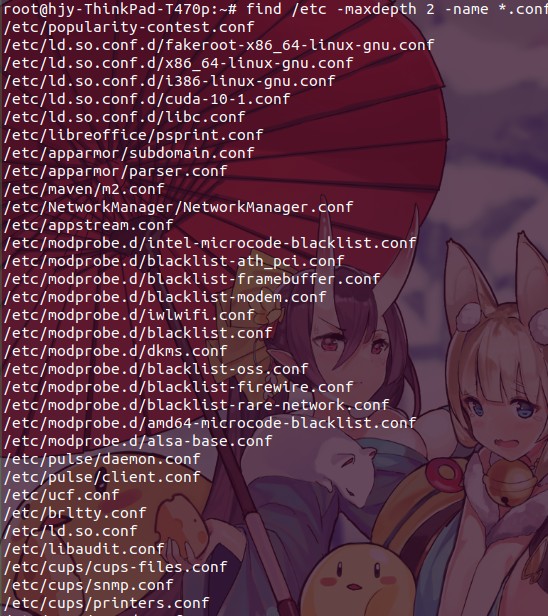 root@hjy-ThinkPad-T470p:~# find /etc -maxdepth 2 -name *.conf
/etc/popularity-contest.conf
/etc/ld.so.conf.d/fakeroot-x86_64-linux-gnu.conf
/etc/ld.so.conf.d/x86_64-linux-gnu.conf
/etc/ld.so.conf.d/i386-linux-gnu.conf
/etc/ld.so.conf.d/cuda-10-1.conf
/etc/ld.so.conf.d/libc.conf
/etc/libreoffice/psprint.conf
/etc/apparmor/subdomain.conf
/etc/apparmor/parser.conf
/etc/maven/m2.conf
/etc/NetworkManager/NetworkManager.conf
/etc/appstream.conf
/etc/modprobe.d/intel-microcode-blacklist.conf
/etc/modprobe.d/blacklist-ath_pci.conf
/etc/modprobe.d/blacklist-framebuffer.conf
/etc/modprobe.d/blacklist-modem.conf
/etc/modprobe.d/iwlwifi.conf
/etc/modprobe.d/blacklist.conf
/etc/modprobe.d/dkms.conf
/etc/modprobe.d/blacklist-oss.conf
/etc/modprobe.d/blacklist-firewire.conf
/etc/modprobe.d/blacklist-rare-network.conf
/etc/modprobe.d/amd64-microcode-blacklist.conf
/etc/modprobe.d/alsa-base.conf
/etc/pulse/daemon.conf
/etc/pulse/client.conf
/etc/ucf.conf
/etc/brltty.conf
/etc/ld.so.conf
/etc/libaudit.conf
/etc/cups/cups-files.conf
/etc/cups/snmp.conf
/etc/cups/printers.conf